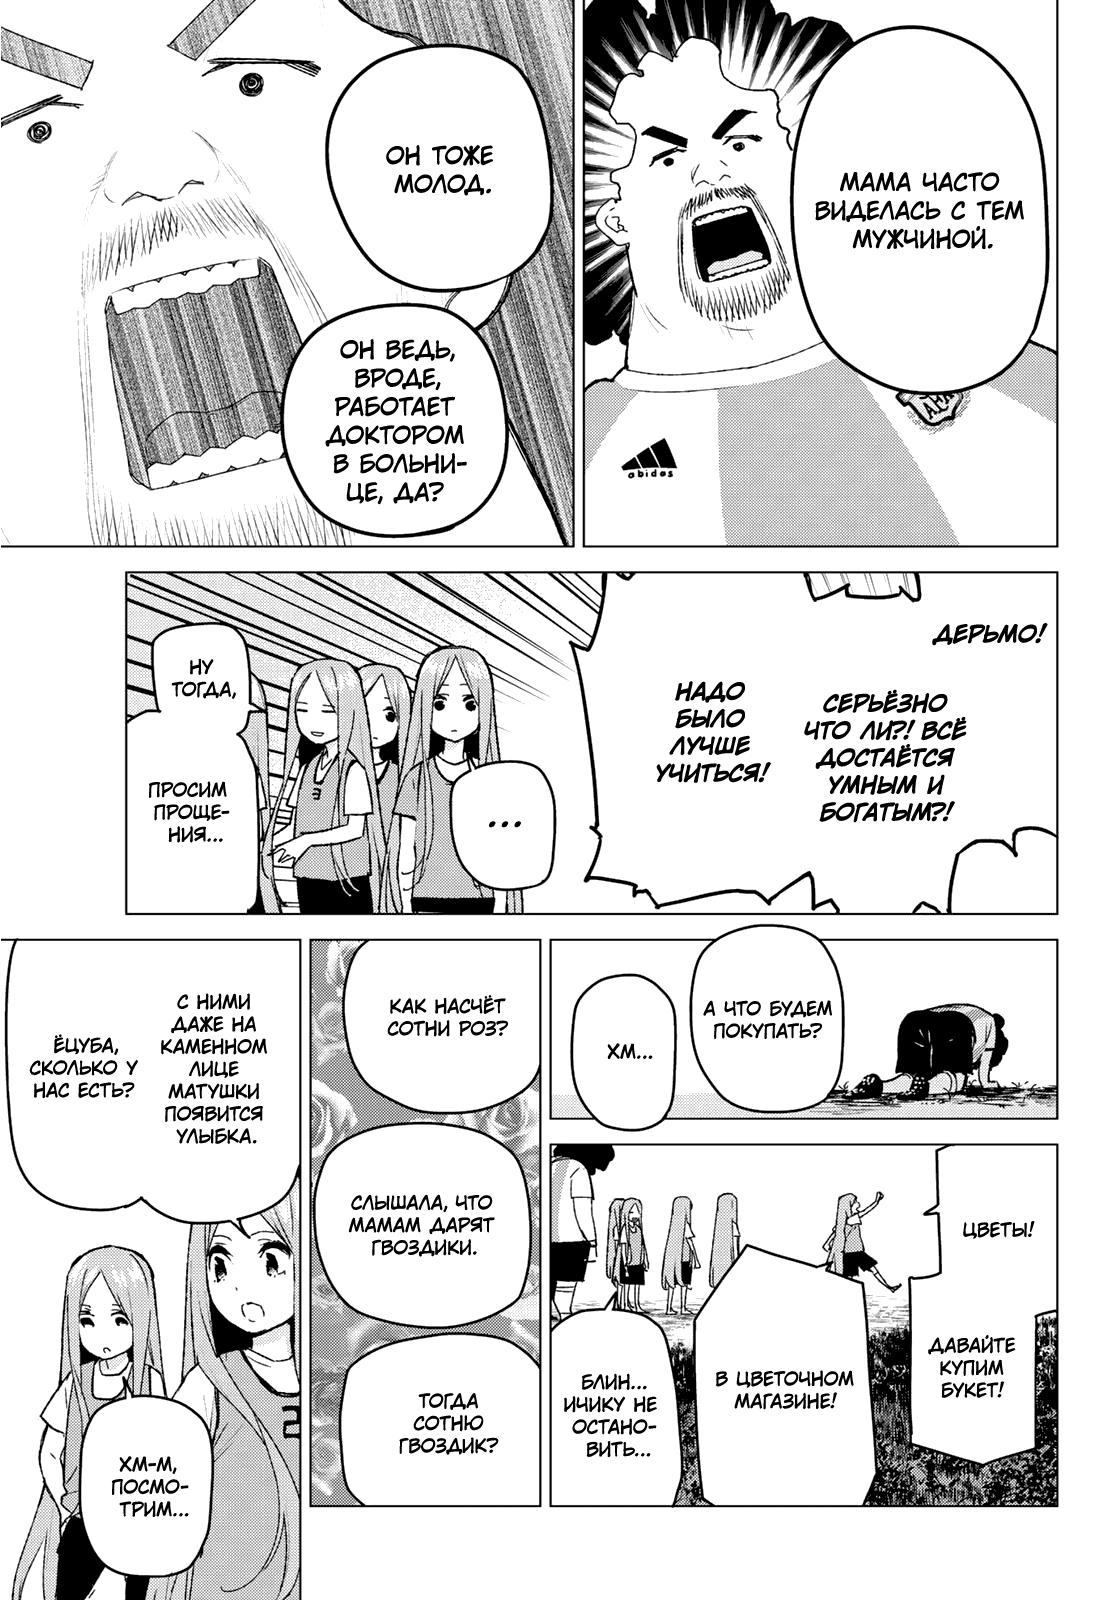 МАМА ЧАСТО
ВИДЕЛАСЬ С ТЕМ
МУЖЧИНОЙ.
abidas
AFA
ОН ТОЖЕ
МОЛОД.
ОН ВЕДЬ,
ВРОДЕ,
РАБОТАЕТ
ДОКТОРОМ
В БОЛЬНИ-
ЦЕ, ДА?
ДЕРЬМО!
СЕРЬЁЗНО
ЧТО ЛИ?! ВСЁ
ДОСТАЁТСЯ
УМНЫМ И
БОГАТЫМ?!
НАДО
БЫЛО
ЛУЧШЕ
УЧИТЬСЯ!
...
НУ
ТОГДА,
ПРОСИМ
ПРОЩЕ-
НИЯ...
3
А ЧТО БУДЕМ
ПОКУПАТЬ?
ХМ...
ЦВЕТЫ!
ДАВАЙТЕ
КУПИМ
БУКЕТ!
В ЦВЕТОЧНОМ
МАГАЗИНЕ!
БЛИН...
ИЧИКУ НЕ
ОСТАНО-
ВИТЬ...
КАК НАСЧЁТ
СОТНИ РОЗ?
СЛЫШАЛА, ЧТО
МАМАМ ДАРЯТ
ГВОЗДИКИ.
ТОГДА
СОТНЮ
ГВОЗДИК?
С НИМИ
ДАЖЕ НА
КАМЕННОМ
ЛИЦЕ
МАТУШКИ
ПОЯВИТСЯ
УЛЫБКА.
ЁЦУБА,
СКОЛЬКО У
НАС ЕСТЬ?
2
ХМ-М,
ПОСМО-
ТРИМ...